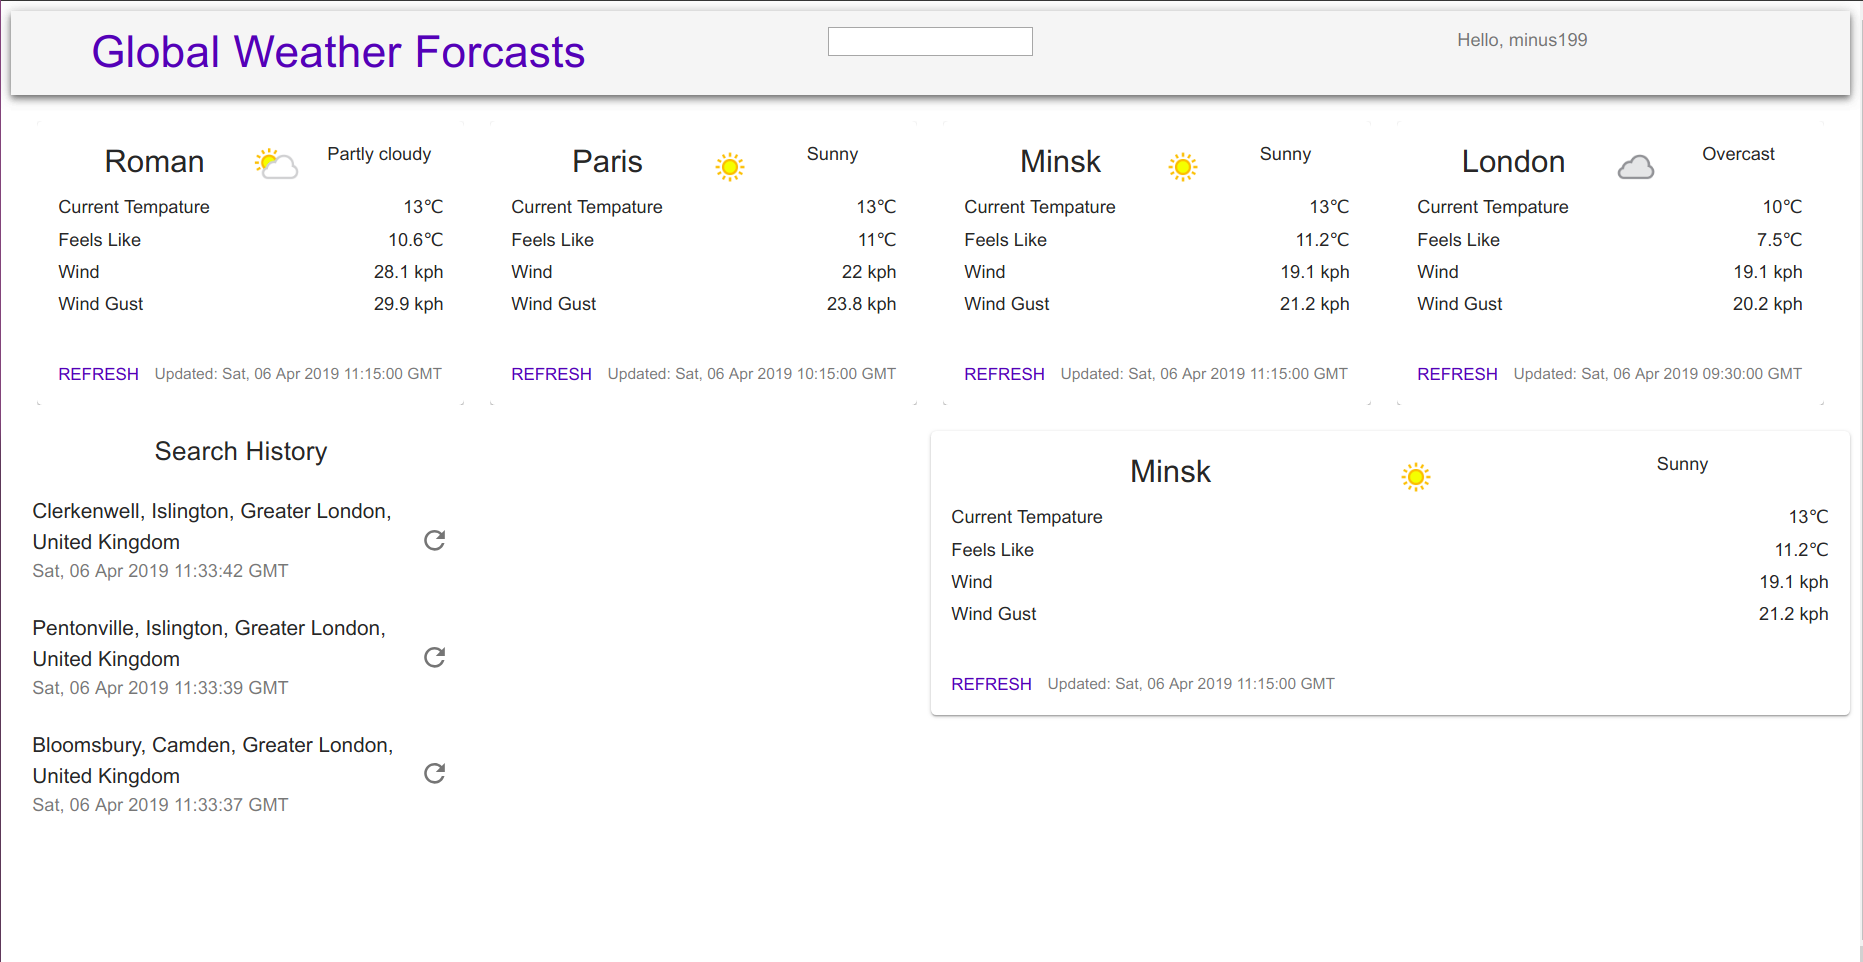 Global Weather Forcasts
Hello, minus199
Roman
Partly cloudy
Current Tempature 13℃
Feels Like 10.6℃
Wind 28.1 kph
Wind Gust 29.9 kph
REFRESH Updated: Sat, 06 Apr 2019 11:15:00 GMT
Paris
Sunny
Current Tempature 13℃
Feels Like 11℃
Wind 22 kph
Wind Gust 23.8 kph
REFRESH Updated: Sat, 06 Apr 2019 10:15:00 GMT
Minsk
Sunny
Current Tempature 13℃
Feels Like 11.2℃
Wind 19.1 kph
Wind Gust 21.2 kph
REFRESH Updated: Sat, 06 Apr 2019 11:15:00 GMT
London
Overcast
Current Tempature 10℃
Feels Like 7.5℃
Wind 19.1 kph
Wind Gust 20.2 kph
REFRESH Updated: Sat, 06 Apr 2019 09:30:00 GMT
Search History
Clerkenwell, Islington, Greater London,
United Kingdom
Sat, 06 Apr 2019 11:33:42 GMT
Pentonville, Islington, Greater London,
United Kingdom
Sat, 06 Apr 2019 11:33:39 GMT
Bloomsbury, Camden, Greater London,
United Kingdom
Sat, 06 Apr 2019 11:33:37 GMT
Minsk
Sunny
Current Tempature 13℃
Feels Like 11.2℃
Wind 19.1 kph
Wind Gust 21.2 kph
REFRESH Updated: Sat, 06 Apr 2019 11:15:00 GMT